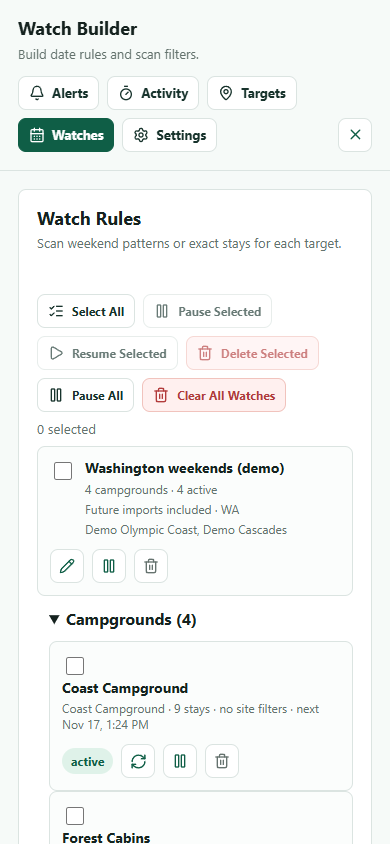 Watch Builder
Build date rules and scan filters.
Alerts
Activity
Targets
Watches
Settings
Watch Rules
Scan weekend patterns or exact stays for each target.
Select All
Pause Selected
Resume Selected
Delete Selected
Pause All
Clear All Watches
0 selected
Washington weekends (demo)
4 campgrounds · 4 active
Future imports included · WA
Demo Olympic Coast, Demo Cascades
▼ Campgrounds (4)
Coast Campground
Coast Campground · 9 stays · no site filters · next
Nov 17, 1:24 PM
active
Forest Cabins